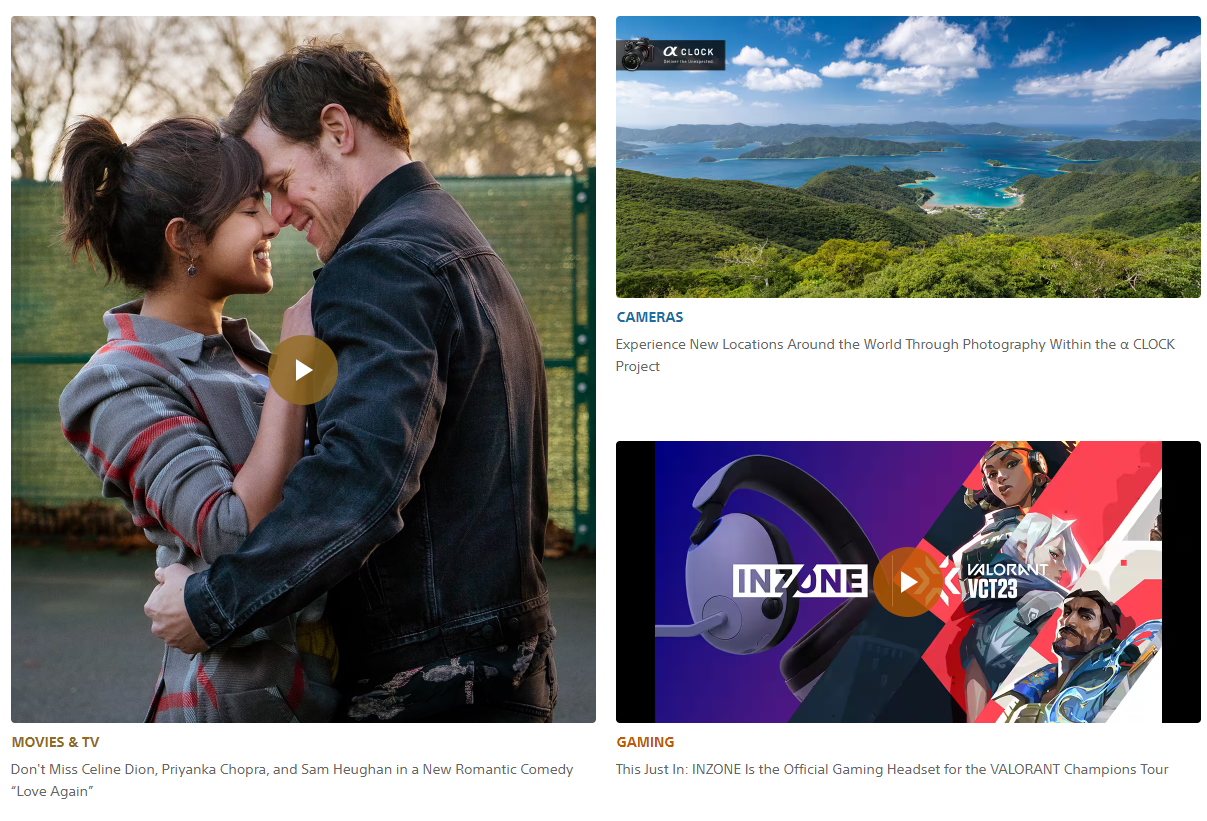 MOVIES & TV
Don't Miss Celine Dion, Priyanka Chopra, and Sam Heughan in a New Romantic Comedy
“Love Again”
α CLOCK
Deliver the Unexpected
CAMERAS
Experience New Locations Around the World Through Photography Within the α CLOCK
Project
INZONE
VALORANT
VCT23
GAMING
This Just In: INZONE Is the Official Gaming Headset for the VALORANT Champions Tour